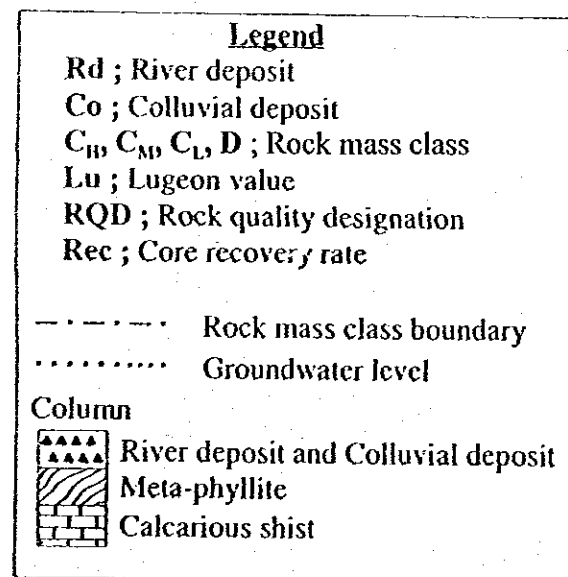 Legend
Rd ; River deposit
Co ; Colluvial deposit
C_H, C_M, C_L, D ; Rock mass class
Lu ; Lugeon value
RQD ; Rock quality designation
Rec ; Core recovery rate
Rock mass class boundary
Groundwater level
Column
River deposit and Colluvial deposit
Meta-phyllite
Calcarious shist